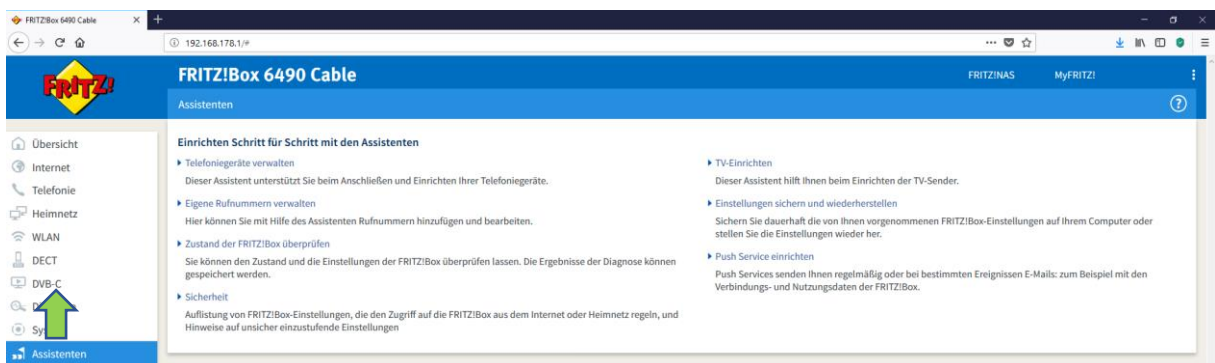 FRITZ!Box 6490 Cable
192.168.178.1/#
FRITZ!
FRITZ!Box 6490 Cable
FRITZ!NAS
MyFRITZ!
Assistenten
Übersicht
Internet
Telefonie
Heimnetz
WLAN
DECT
DVB-C
Assistenten
Einrichten Schritt für Schritt mit den Assistenten
Telefoniegeräte verwalten
Dieser Assistent unterstützt Sie beim Anschließen und Einrichten Ihrer Telefoniegeräte.
Eigene Rufnummern verwalten
Hier können Sie mit Hilfe des Assistenten Rufnummern hinzufügen und bearbeiten.
Zustand der FRITZ!Box überprüfen
Sie können den Zustand und die Einstellungen der FRITZ!Box überprüfen lassen. Die Ergebnisse der Diagnose können
gespeichert werden.
Sicherheit
Auflistung von FRITZ!Box-Einstellungen, die den Zugriff auf die FRITZ!Box aus dem Internet oder Heimnetz regeln, und
Hinweise auf unsicher einzustufende Einstellungen
TV-Einrichten
Dieser Assistent hilft Ihnen beim Einrichten der TV-Sender.
Einstellungen sichern und wiederherstellen
Sichern Sie dauerhaft die von Ihnen vorgenommenen FRITZ!Box-Einstellungen auf Ihrem Computer oder
stellen Sie die Einstellungen wieder her.
Push Service einrichten
Push Services senden Ihnen regelmäßig oder bei bestimmten Ereignissen E-Mails: zum Beispiel mit den
Verbindungs- und Nutzungsdaten der FRITZ!Box.